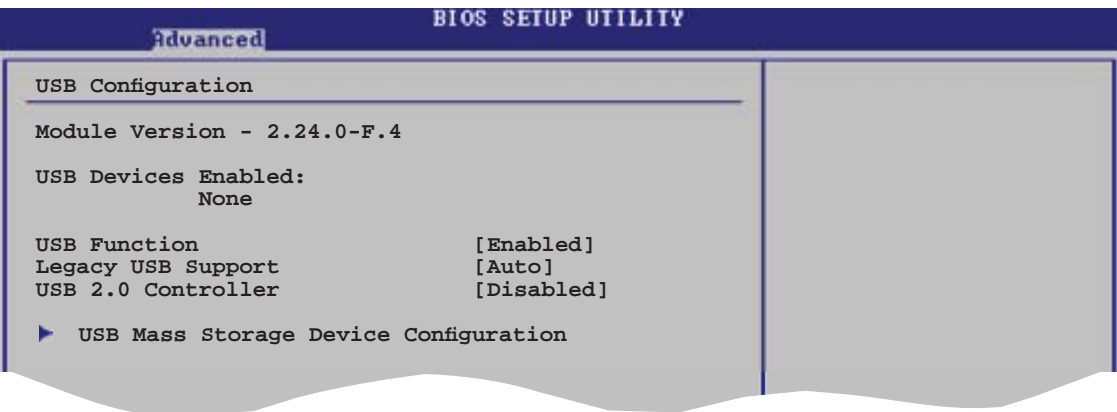 BIOS SETUP UTILITY
Advanced
USB Configuration
Module Version - 2.24.0-F.4
USB Devices Enabled:
None
USB Function [Enabled]
Legacy USB Support [Auto]
USB 2.0 Controller [Disabled]
USB Mass Storage Device Configuration